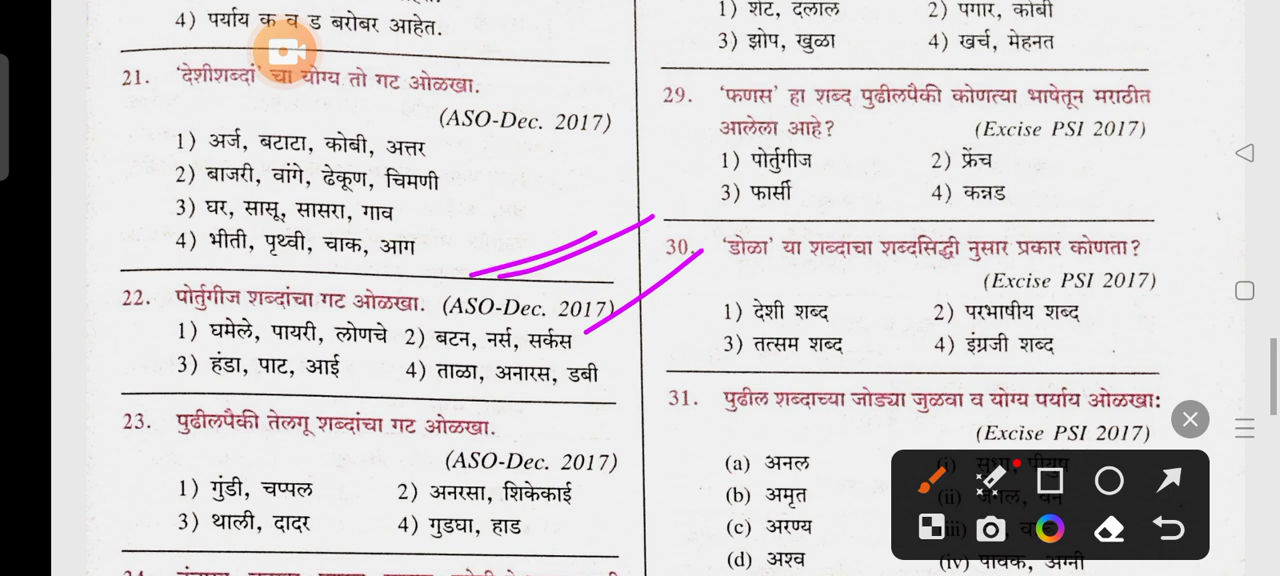 4) पर्याय क व ड बरोबर आहेत.
21. 'देशीशब्दां' चा योग्य तो गट ओळखा.
(ASO-Dec. 2017)
1) अर्ज, बटाटा, कोबी, अत्तर
2) बाजरी, वांगे, ढेकूण, चिमणी
3) घर, सासू, सासरा, गाव
4) भीती, पृथ्वी, चाक, आग
22. पोर्तुगीज शब्दांचा गट ओळखा. (ASO-Dec. 2017)
1) घमेले, पायरी, लोणचे 2) बटन, नर्स, सर्कस
3) हंडा, पाट, आई 4) ताळा, अनारस, डबी
23. पुढीलपैकी तेलगू शब्दांचा गट ओळखा.
(ASO-Dec. 2017)
1) गुंडी, चप्पल 2) अनरसा, शिकेकाई
3) थाली, दादर 4) गुडघा, हाड
1) शेट, दलाल 2) पगार, कोबी
3) झोप, खुळा 4) खर्च, मेहनत
29. 'फणस' हा शब्द पुढीलपैकी कोणत्या भाषेतून मराठीत
आलेला आहे? (Excise PSI 2017)
1) पोर्तुगीज 2) फ्रेंच
3) फार्सी 4) कन्नड
30. 'डोळा' या शब्दाचा शब्दसिद्धी नुसार प्रकार कोणता?
(Excise PSI 2017)
1) देशी शब्द 2) परभाषीय शब्द
3) तत्सम शब्द 4) इंग्रजी शब्द
31. पुढील शब्दाच्या जोड्या जुळवा व योग्य पर्याय ओळखा:
(Excise PSI 2017)
(a) अनल (i) सुधा, पीयुष
(b) अमृत (ii) जंगल, वन
(c) अरण्य (iii)
(d) अश्व (iv) पावक, अग्नी